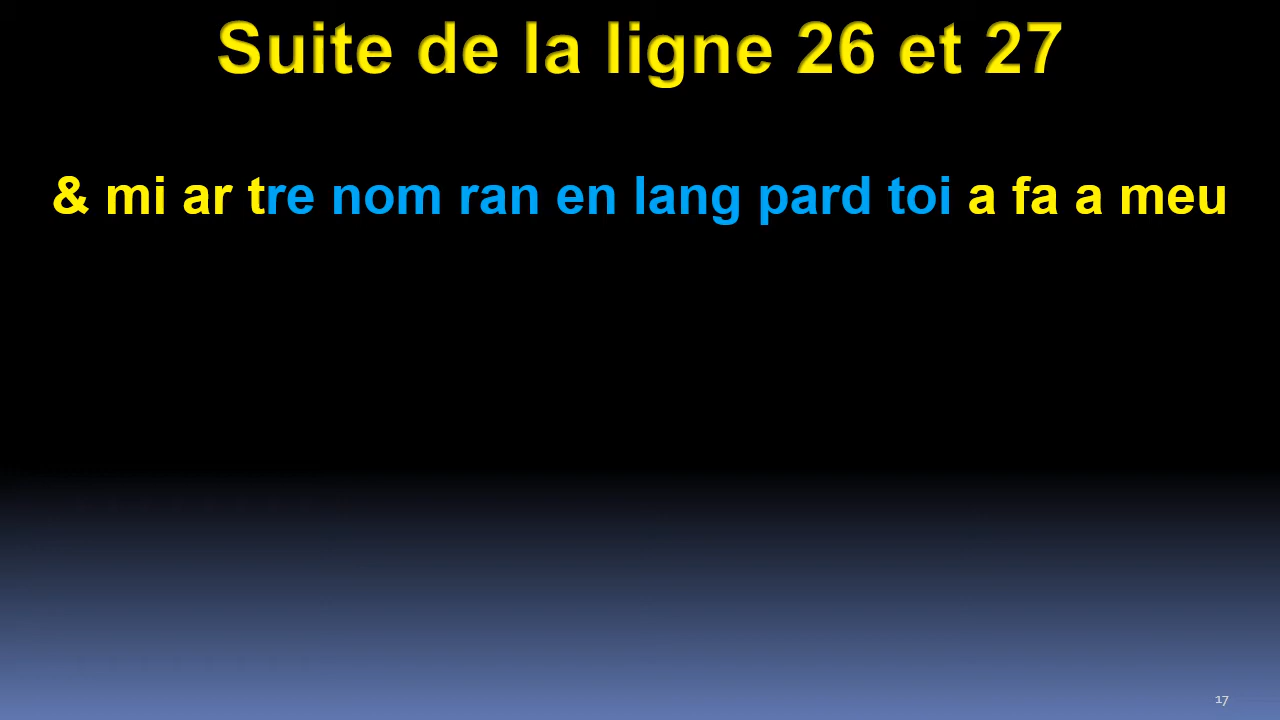 Suite de la ligne 26 et 27
& mi ar tre nom ran en lang pard toi a fa a meu
17